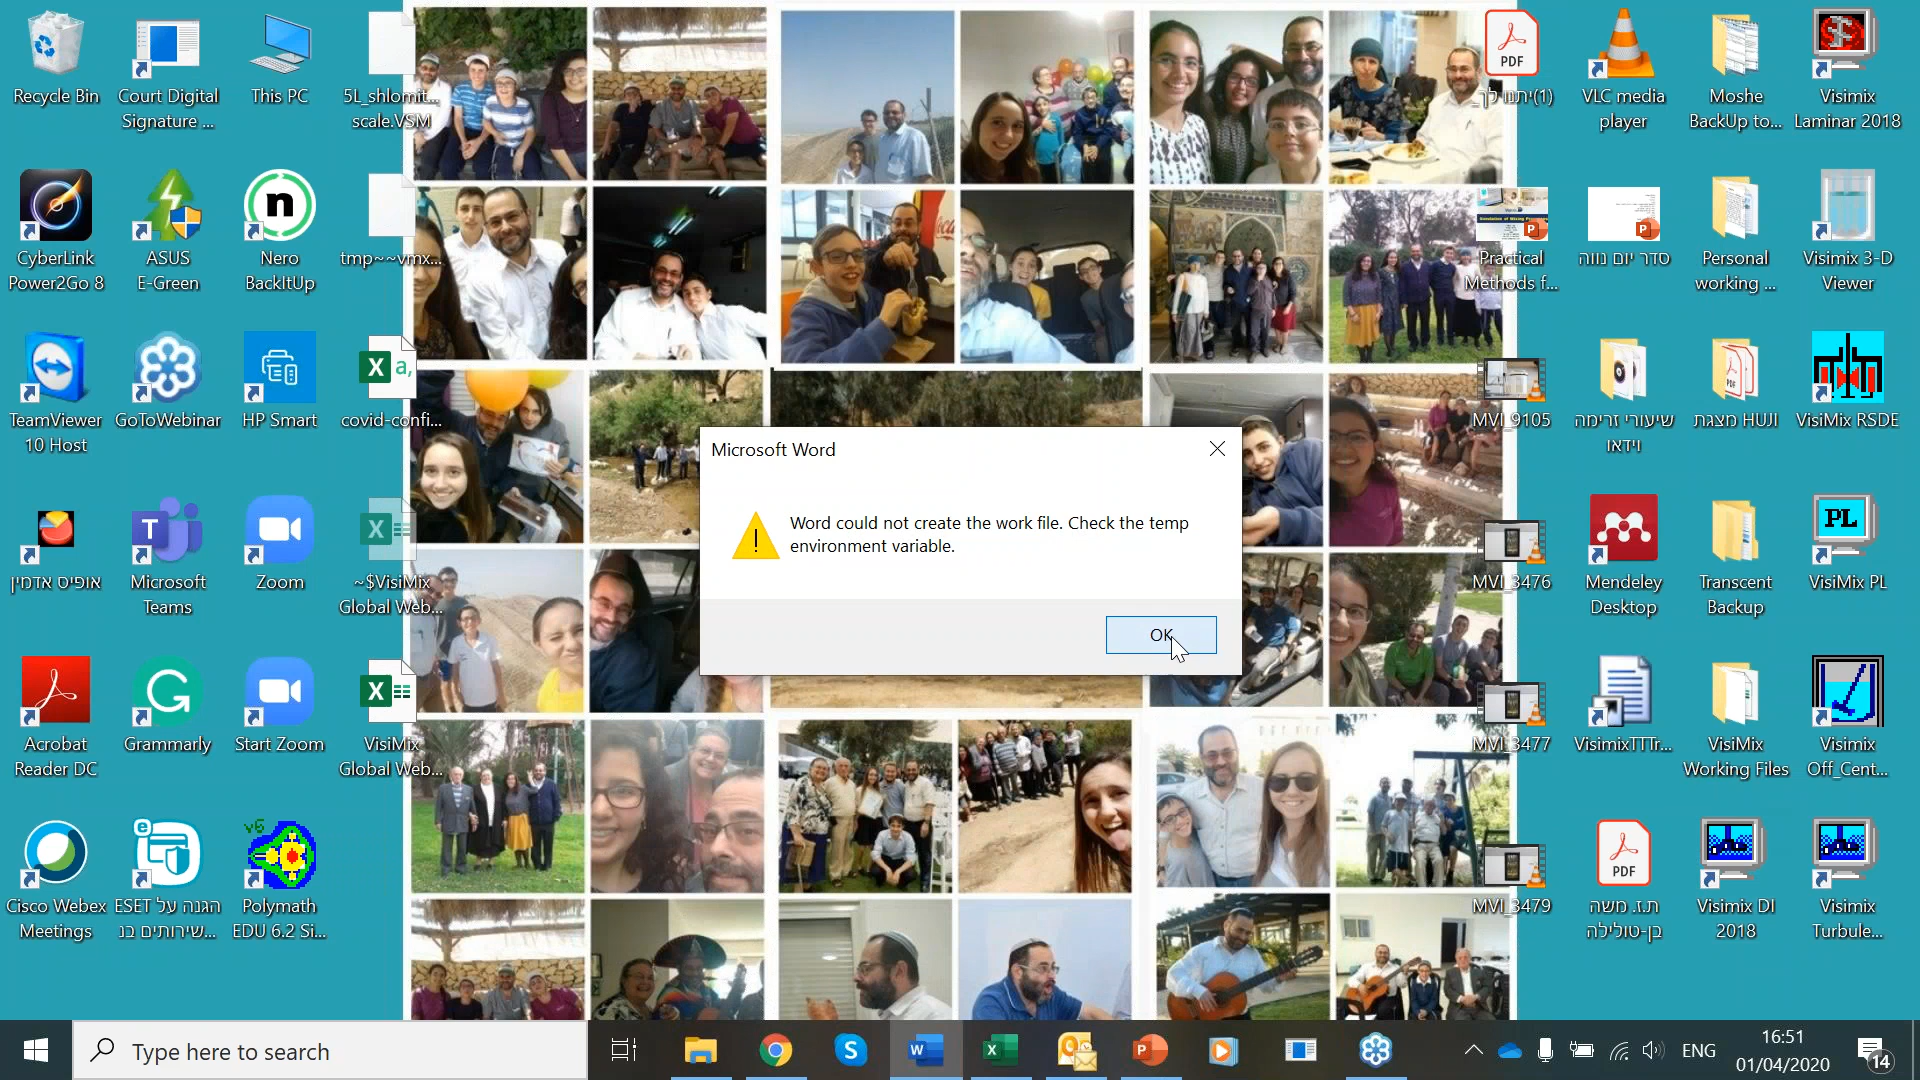 Recycle Bin
Court Digital
Signature ...
This PC
5L_shlomit...
scale.VSM
CyberLink
Power2Go 8
ASUS
E-Green
n
Nero
BackItUp
tmp~~vmx...
TeamViewer
10 Host
GoToWebinar
HP Smart
X a,
covid-confi...
אופיס אדמין
T
Microsoft
Teams
Zoom
X
~$VisiMix
Global Web...
Acrobat
Reader DC
G
Grammarly
Start Zoom
X
VisiMix
Global Web...
Cisco Webex
Meetings
e
הגנה על ESET
שירותים בנ...
v6
Polymath
EDU 6.2 Si...
Microsoft Word
Word could not create the work file. Check the temp
environment variable.
OK
PDF
יתנו לך_(1)
VLC media
player
Moshe
BackUp to...
Visimix
Laminar 2018
P
Practical
Methods f...
P
סדר יום נווה
Personal
working ...
Visimix 3-D
Viewer
MVI_9105
שיעורי זרימה
וידאו
PDF
מצגת HUJI
VisiMix RSDE
MVI_3476
Mendeley
Desktop
Transcent
Backup
PL
VisiMix PL
MVI_3477
VisimixTTTr...
VisiMix
Working Files
Visimix
Off_Cent...
MVI_3479
PDF
ת.ז. משה
בן-טולילה
Visimix DI
2018
Visimix
Turbule...
Type here to search
S
W
X
P
ENG
16:51
01/04/2020
14